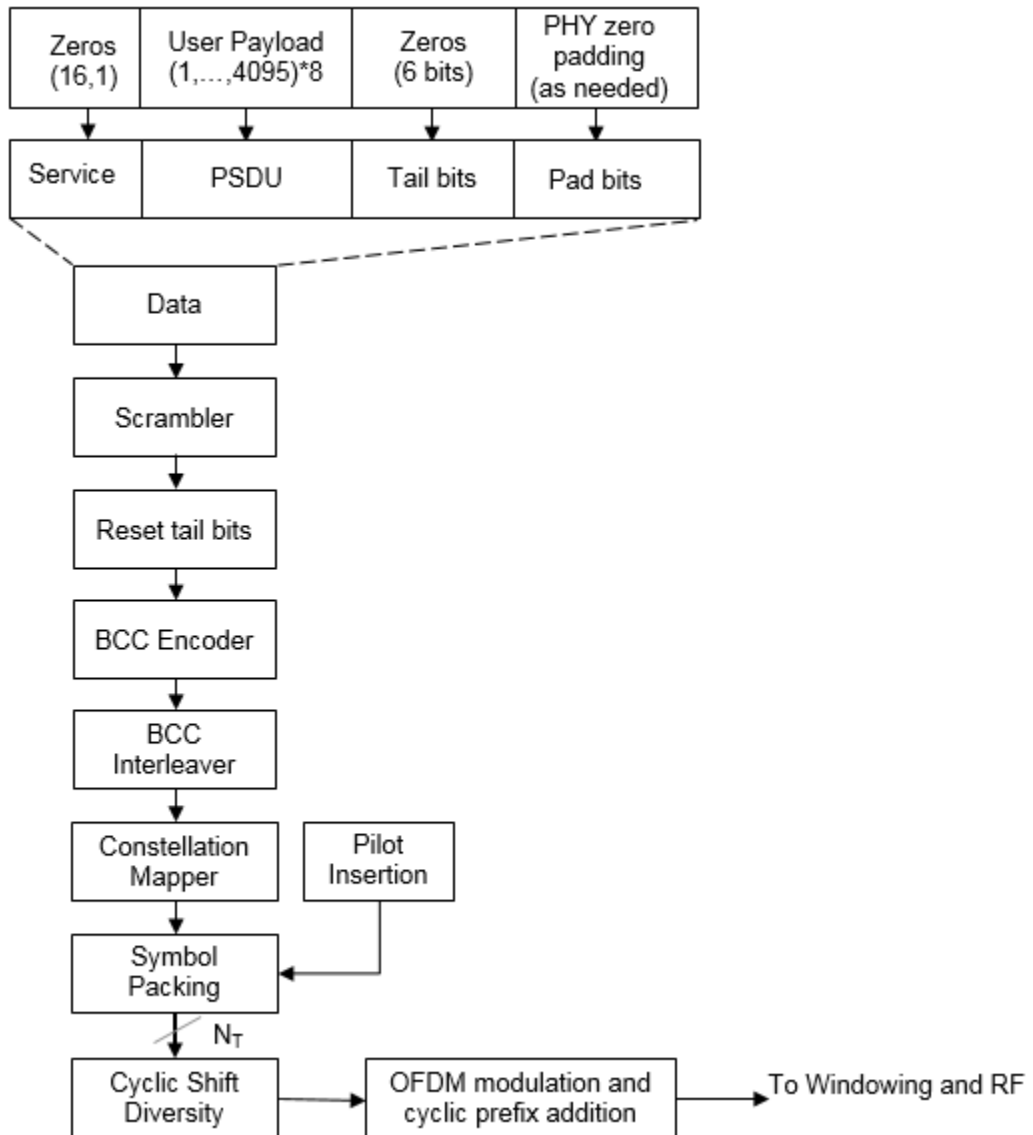 Zeros
(16,1)
User Payload
(1,...,4095)*8
Zeros
(6 bits)
PHY zero
padding
(as needed)
Service
PSDU
Tail bits
Pad bits
Data
Scrambler
Reset tail bits
BCC Encoder
BCC
Interleaver
Constellation
Mapper
Pilot
Insertion
Symbol
Packing
N_T
Cyclic Shift
Diversity
OFDM modulation and
cyclic prefix addition
To Windowing and RF